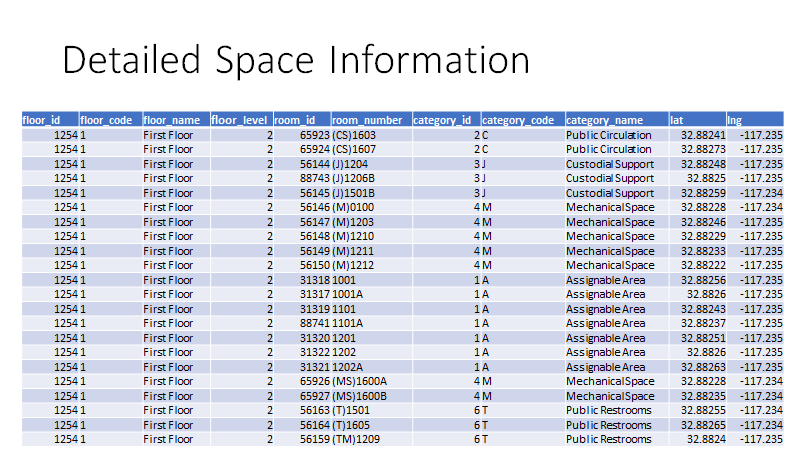 Detailed Space Information
floor_id floor_code floor_name floor_level room_id room_number category_id category_code category_name lat lng
1254 1 First Floor 2 65923 (CS)1603 2 C Public Circulation 32.88241 -117.235
1254 1 First Floor 2 65924 (CS)1607 2 C Public Circulation 32.88273 -117.235
1254 1 First Floor 2 56144 (J)1204 3 J Custodial Support 32.88248 -117.235
1254 1 First Floor 2 88743 (J)1206B 3 J Custodial Support 32.8825 -117.235
1254 1 First Floor 2 56145 (J)1501B 3 J Custodial Support 32.88259 -117.234
1254 1 First Floor 2 56146 (M)0100 4 M Mechanical Space 32.88228 -117.234
1254 1 First Floor 2 56147 (M)1203 4 M Mechanical Space 32.88246 -117.235
1254 1 First Floor 2 56148 (M)1210 4 M Mechanical Space 32.88229 -117.235
1254 1 First Floor 2 56149 (M)1211 4 M Mechanical Space 32.88233 -117.235
1254 1 First Floor 2 56150 (M)1212 4 M Mechanical Space 32.88222 -117.235
1254 1 First Floor 2 31318 1001 1 A Assignable Area 32.88256 -117.235
1254 1 First Floor 2 31317 1001A 1 A Assignable Area 32.8826 -117.235
1254 1 First Floor 2 31319 1101 1 A Assignable Area 32.88243 -117.235
1254 1 First Floor 2 88741 1101A 1 A Assignable Area 32.88237 -117.235
1254 1 First Floor 2 31320 1201 1 A Assignable Area 32.88251 -117.235
1254 1 First Floor 2 31322 1202 1 A Assignable Area 32.8826 -117.235
1254 1 First Floor 2 31321 1202A 1 A Assignable Area 32.88263 -117.235
1254 1 First Floor 2 65926 (MS)1600A 4 M Mechanical Space 32.88228 -117.234
1254 1 First Floor 2 65927 (MS)1600B 4 M Mechanical Space 32.88235 -117.234
1254 1 First Floor 2 56163 (T)1501 6 T Public Restrooms 32.88255 -117.234
1254 1 First Floor 2 56164 (T)1605 6 T Public Restrooms 32.88265 -117.235
1254 1 First Floor 2 56159 (TM)1209 6 T Public Restrooms 32.8824 -117.235